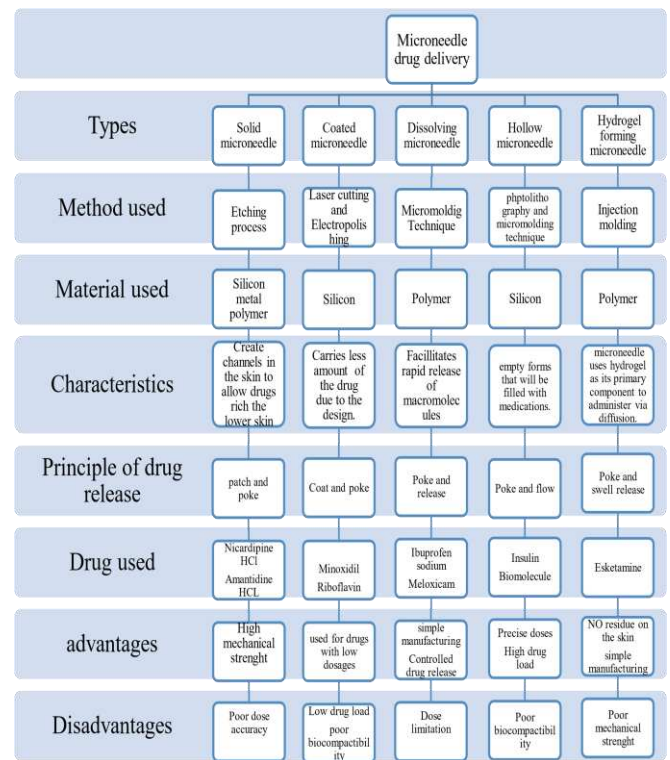 Microneedle
drug delivery
Types
Solid
microneedle
Coated
microneedle
Dissolving
microneedle
Hollow
microneedle
Hydrogel
forming
microneedle
Method used
Etching
process
Laser cutting
and
Electropolis
hing
Micromoldig
Technique
phptolitho
graphy and
micromolding
technique
Injection
molding
Material used
Silicon
metal
polymer
Silicon
Polymer
Silicon
Polymer
Characteristics
Create
channels in
the skin to
allow drugs
rich the
lower skin
Carries less
amount of
the drug
due to the
design.
Facillitates
rapid release
of
macromolec
ules
empty forms
that will be
filled with
medications.
microneedle
uses hydrogel
as its primary
component to
administer via
diffusion.
Principle of drug
release
patch and
poke
Coat and poke
Poke and
release
Poke and flow
Poke and
swell release
Drug used
Nicardipine
HCl
Amantidine
HCL
Minoxidil
Riboflavin
Ibuprofen
sodium
Meloxicam
Insulin
Biomolecule
Esketamine
advantages
High
mechanical
strenght
used for drugs
with low
dosages
simple
manufacturing
Controlled
drug release
Precise doses
High drug
load
NO residue on
the skin
simple
manufacturing
Disadvantages
Poor dose
accuracy
Low drug load
poor
biocompactibil
ity
Dose
limitation
Poor
biocompactibil
ity
Poor
mechanical
strenght